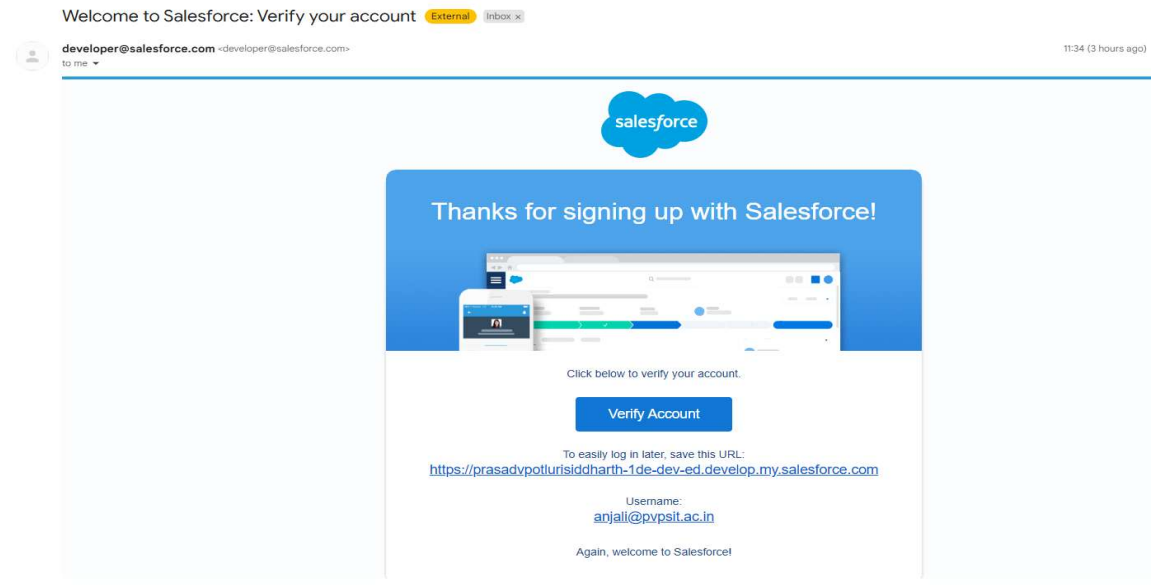 Welcome to Salesforce: Verify your account External Inbox x
developer@salesforce.com <developer@salesforce.com> 11:34 (3 hours ago)
to me
salesforce
Thanks for signing up with Salesforce!
Click below to verify your account.
Verify Account
To easily log in later, save this URL:
https://prasadvpotlurisiddharth-1de-dev-ed.develop.my.salesforce.com
Username:
anjali@pvpsit.ac.in
Again, welcome to Salesforce!